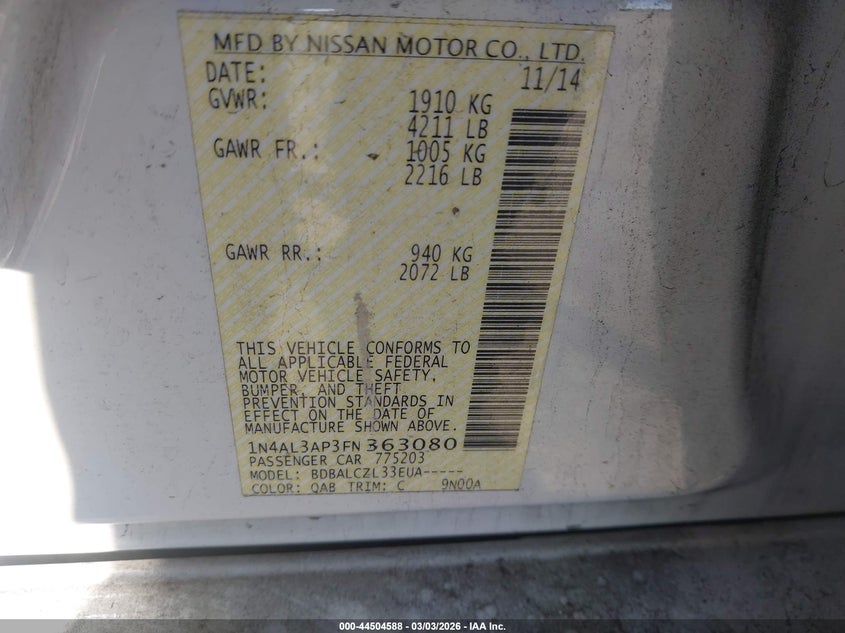 MFD BY NISSAN MOTOR CO., LTD.
DATE: 11/14
GVWR: 1910 KG
4211 LB
GAWR FR.: 1005 KG
2216 LB
GAWR RR.: 940 KG
2072 LB
THIS VEHICLE CONFORMS TO
ALL APPLICABLE FEDERAL
MOTOR VEHICLE SAFETY,
BUMPER, AND THEFT
PREVENTION STANDARDS IN
EFFECT ON THE DATE OF
MANUFACTURE SHOWN ABOVE.
1N4AL3AP3FN363080
PASSENGER CAR 775203
MODEL: BDBALCZL33EUA-----
COLOR: QAB TRIM: C 9N00A
000-44504588 - 03/03/2026 - IAA Inc.